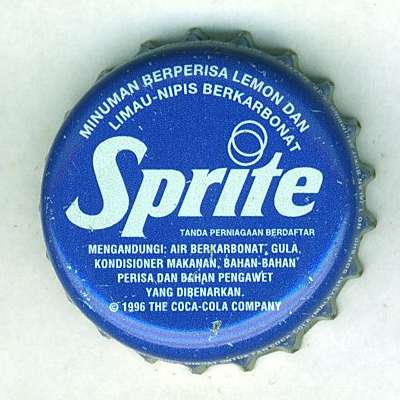 MINUMAN BERPERISA LEMON DAN
LIMAU-NIPIS BERKARBONAT
Sprite
TANDA PERNIAGAAN BERDAFTAR
MENGANDUNGI: AIR BERKARBONAT, GULA,
KONDISIONER MAKANAN, BAHAN-BAHAN
PERISA DAN BAHAN PENGAWET
YANG DIBENARKAN.
© 1996 THE COCA-COLA COMPANY